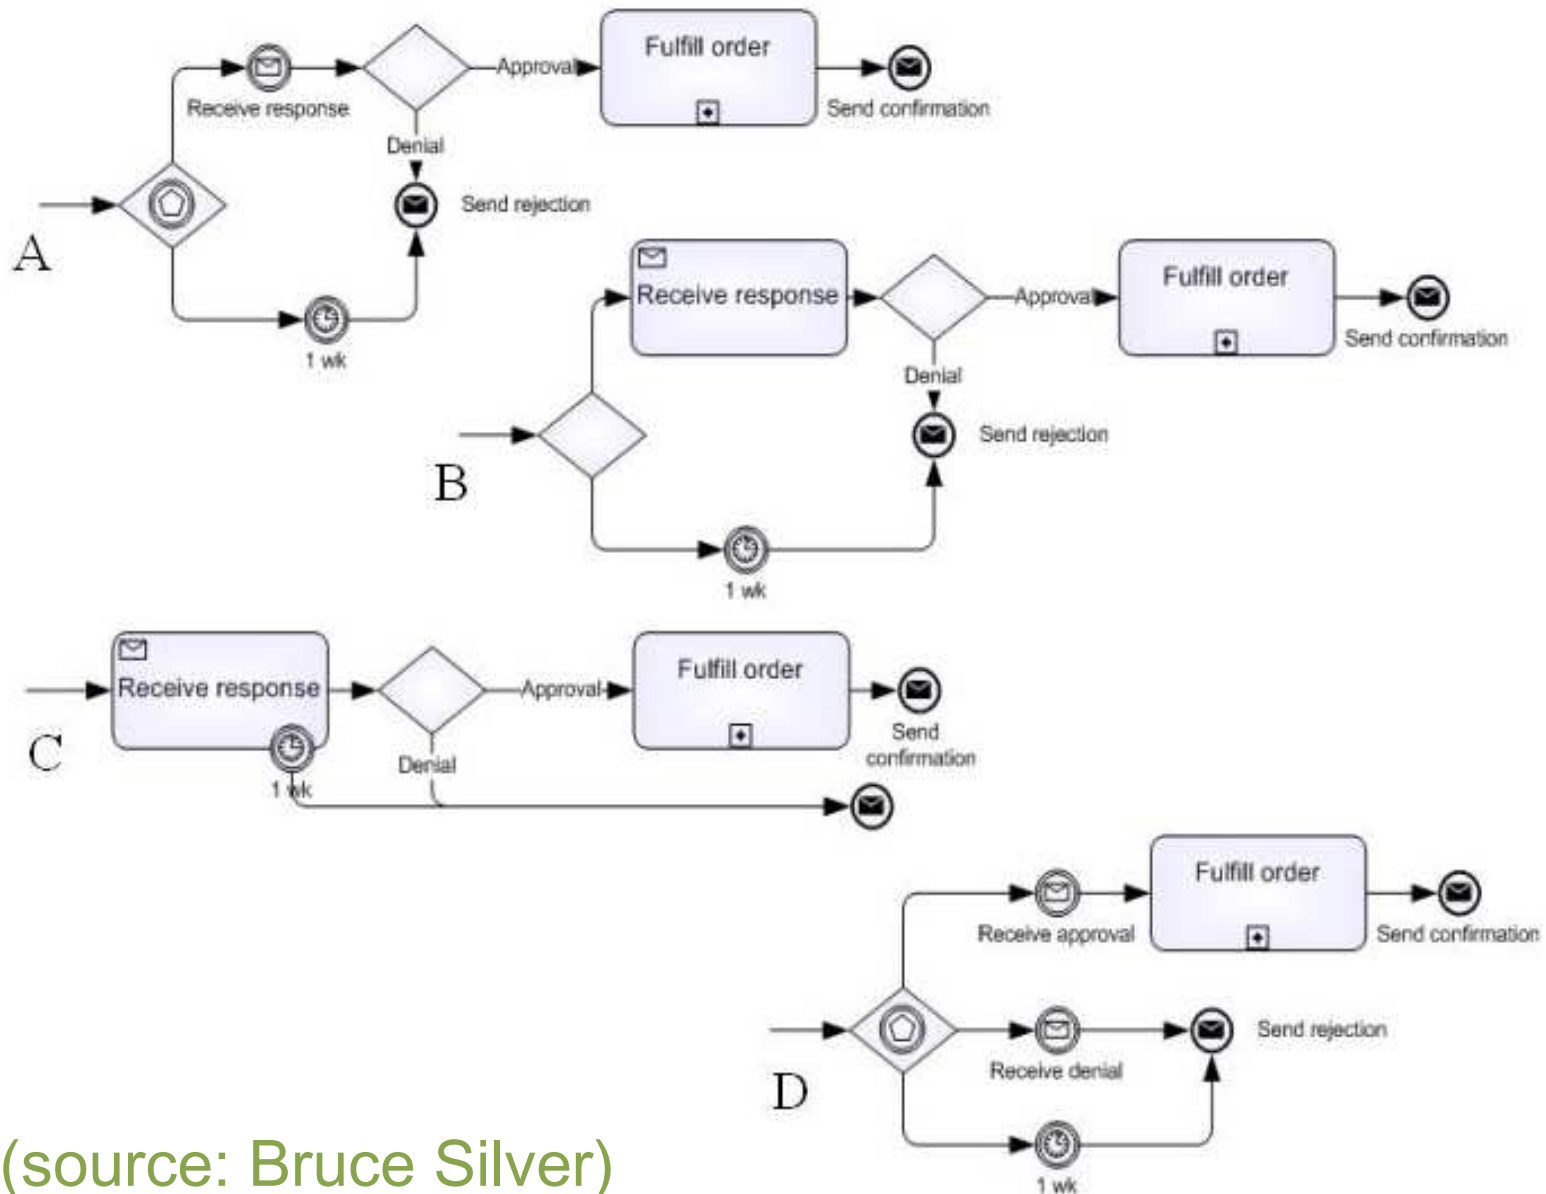 Fulfill order
Approval
Receive response
Send confirmation
Denial
Send rejection
A
1 wk
Receive response
Fulfill order
Approval
Send confirmation
Denial
Send rejection
B
1 wk
Receive response
Approval
Fulfill order
Send
confirmation
C
Denial
1 wk
Fulfill order
Receive approval
Send confirmation
Send rejection
Receive denial
D
1 wk
(source: Bruce Silver)